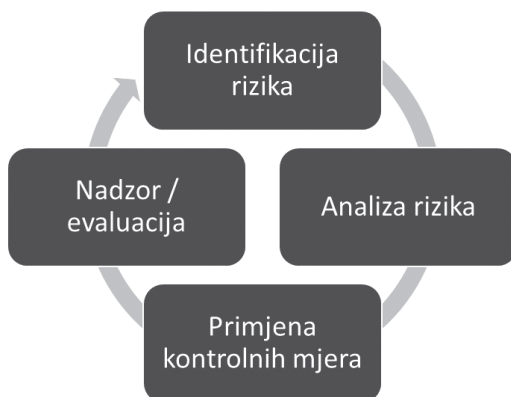 Identifikacija
rizika
Nadzor /
evaluacija
Analiza rizika
Primjena
kontrolnih mjera